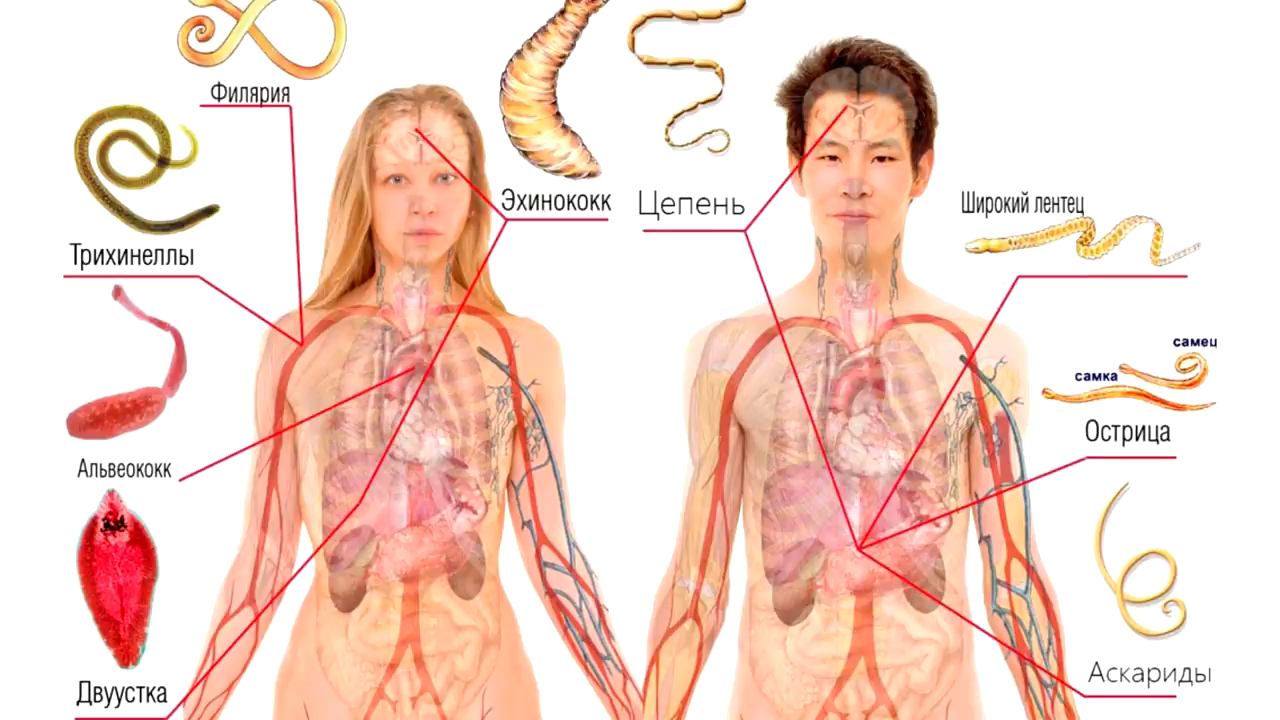 Филярия
Трихинеллы
Эхинококк
Цепень
Широкий лентец
самец
самка
Острица
Альвеококк
Двуустка
Аскариды